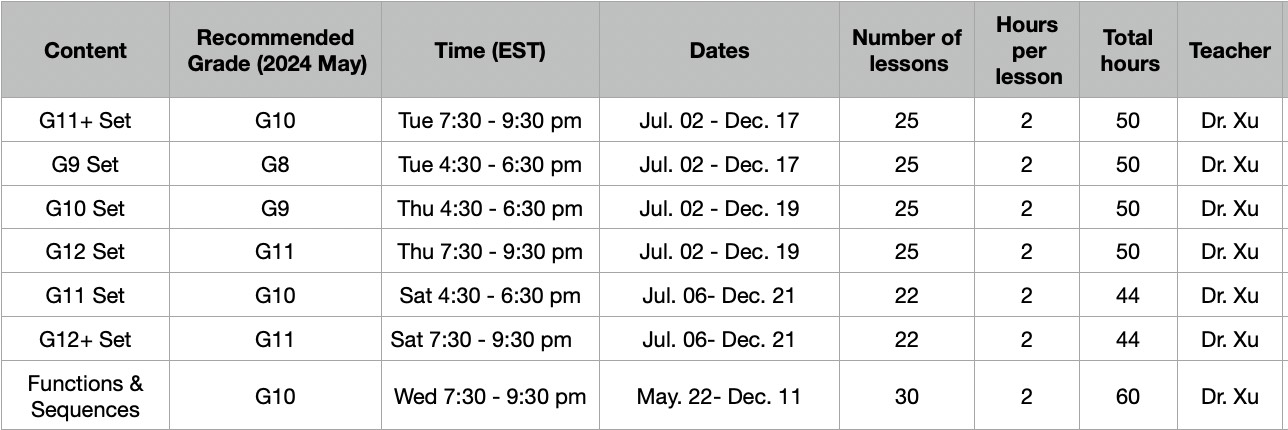 Content Recommended Grade (2024 May) Time (EST) Dates Number of lessons Hours per lesson Total hours Teacher
G11+ Set G10 Tue 7:30 - 9:30 pm Jul. 02 - Dec. 17 25 2 50 Dr. Xu
G9 Set G8 Tue 4:30 - 6:30 pm Jul. 02 - Dec. 17 25 2 50 Dr. Xu
G10 Set G9 Thu 4:30 - 6:30 pm Jul. 02 - Dec. 19 25 2 50 Dr. Xu
G12 Set G11 Thu 7:30 - 9:30 pm Jul. 02 - Dec. 19 25 2 50 Dr. Xu
G11 Set G10 Sat 4:30 - 6:30 pm Jul. 06- Dec. 21 22 2 44 Dr. Xu
G12+ Set G11 Sat 7:30 - 9:30 pm Jul. 06- Dec. 21 22 2 44 Dr. Xu
Functions & Sequences G10 Wed 7:30 - 9:30 pm May. 22- Dec. 11 30 2 60 Dr. Xu